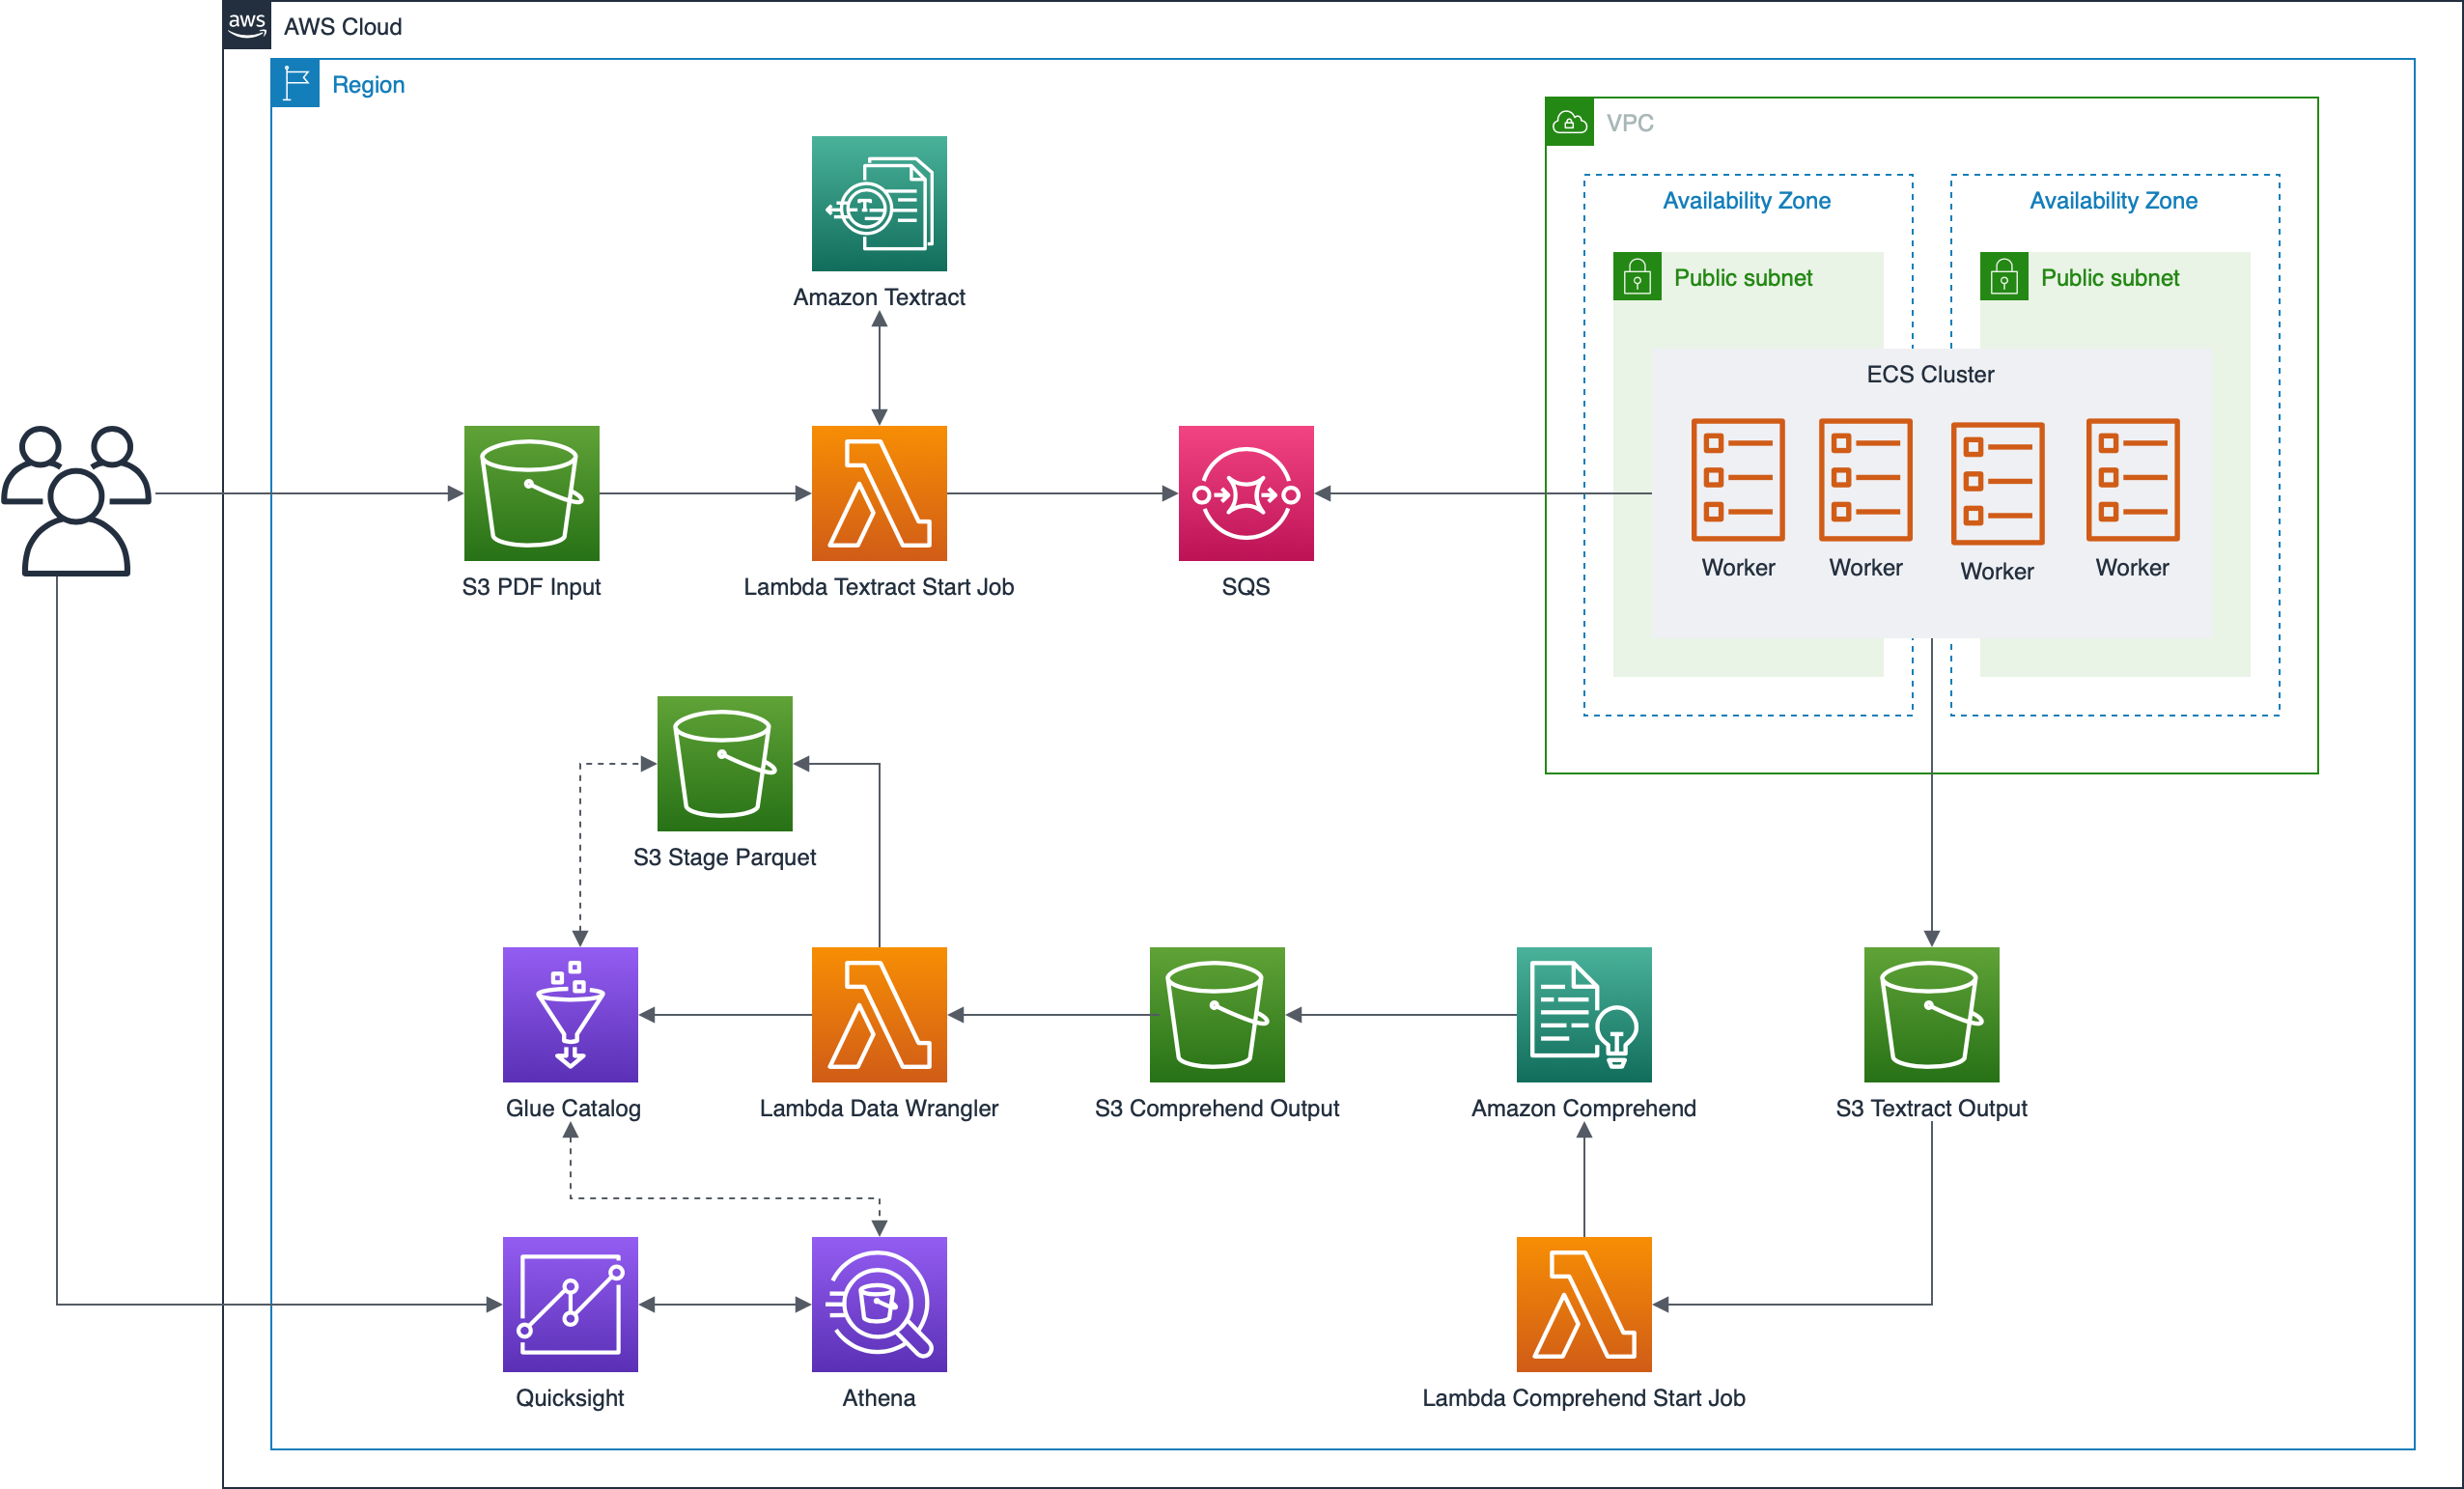 aws
AWS Cloud
Region
VPC
Availability Zone
Availability Zone
Public subnet
Public subnet
Amazon Textract
ECS Cluster
Worker
Worker
Worker
Worker
S3 PDF Input
Lambda Textract Start Job
SQS
S3 Stage Parquet
Glue Catalog
Lambda Data Wrangler
S3 Comprehend Output
Amazon Comprehend
S3 Textract Output
Quicksight
Athena
Lambda Comprehend Start Job